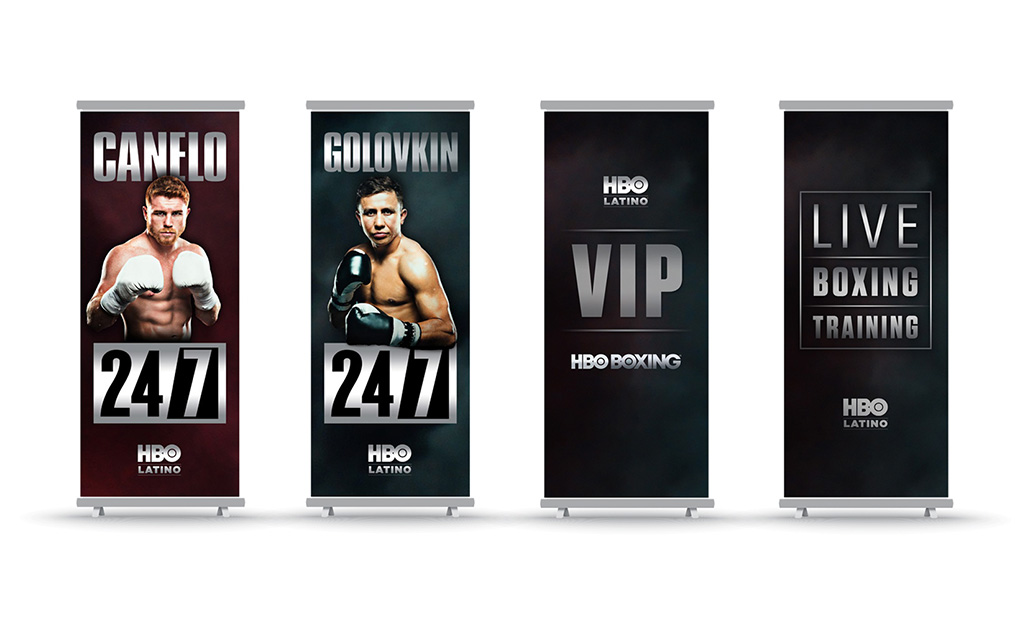 CANELO
24/7
HBO
LATINO
GOLOVKIN
24/7
HBO
LATINO
HBO
LATINO
VIP
HBO BOXING
LIVE
BOXING
TRAINING
HBO
LATINO